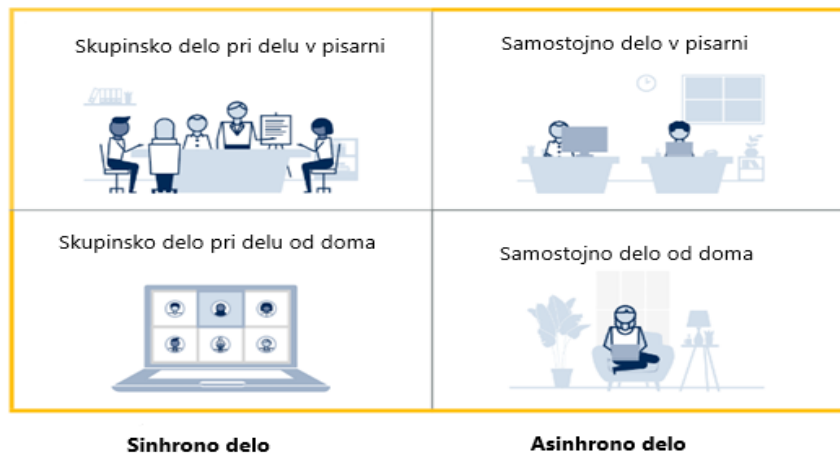 Skupinsko delo pri delu v pisarni
Samostojno delo v pisarni
Skupinsko delo pri delu od doma
Samostojno delo od doma
Sinhrono delo
Asinhrono delo